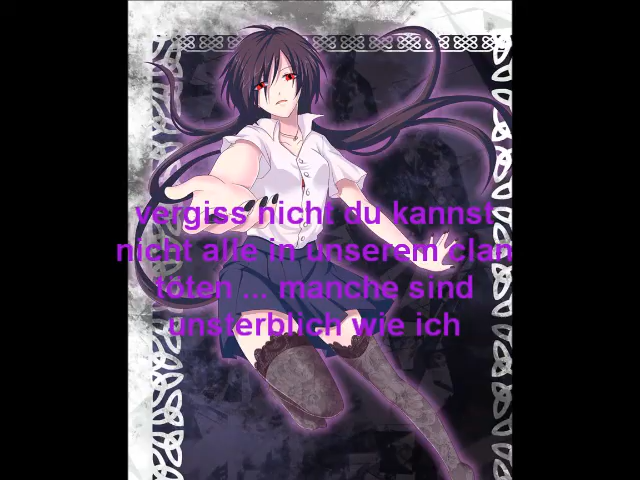 vergiss nicht du kannst
nicht alle in unserem clan
töten ... manche sind
unsterblich wie ich